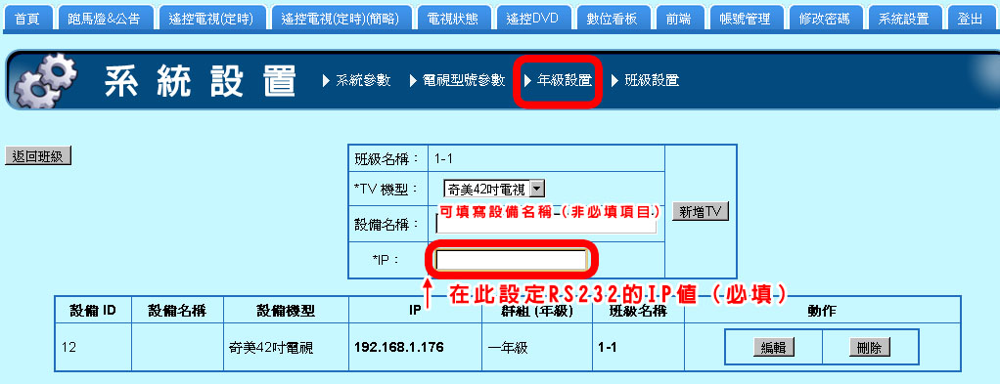 首頁 跑馬燈&公告 遙控電視(定時) 遙控電視(定時)(簡略) 電視狀態 遙控DVD 數位看板 前端 帳號管理 修改密碼 系統設置 登出
系統設置 系統參數 電視型號參數 年級設置 班級設置
返回班級
班級名稱： 1-1
*TV 機型： 奇美42吋電視
可填寫設備名稱（非必填項目）
新增TV
設備名稱：
*IP：
在此設定RS232的IP值（必填）
設備 ID 設備名稱 設備機型 IP 群組 (年級) 班級名稱 動作
12 奇美42吋電視 192.168.1.176 一年級 1-1 編輯 刪除